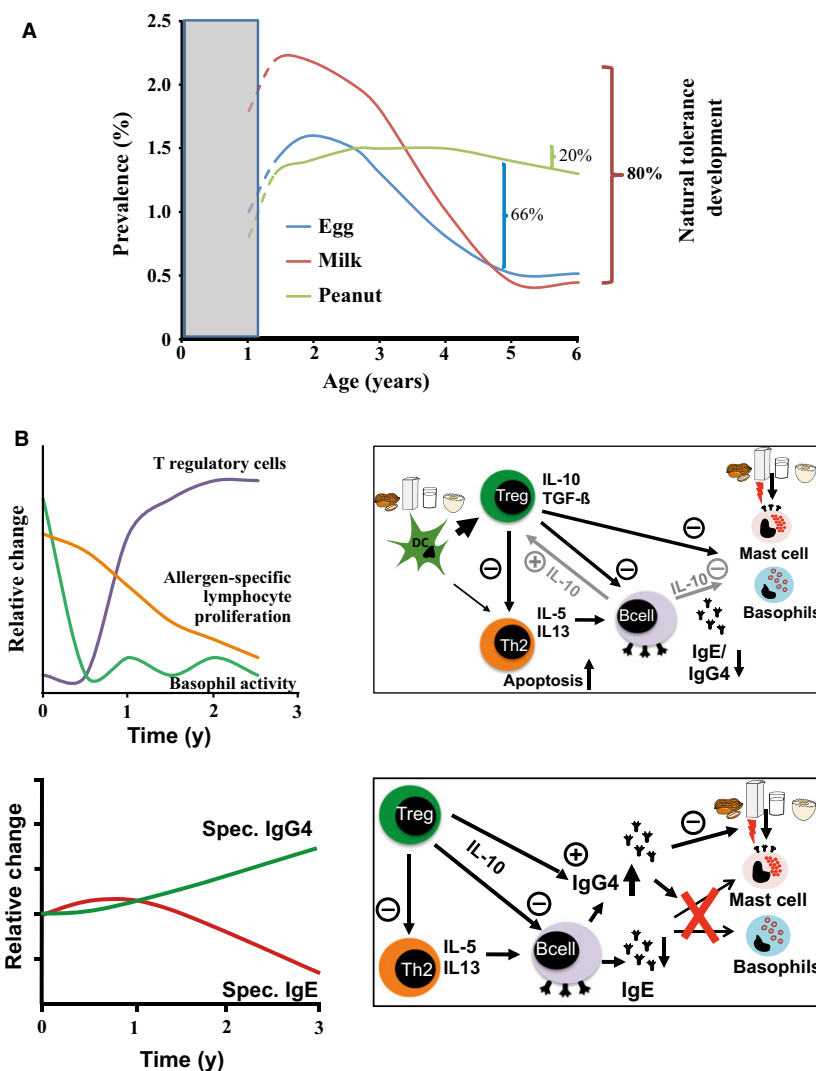 A
2.5
2.0
1.5
1.0
0.5
0
Prevalence (%)
0 1 2 3 4 5 6
Age (years)
Egg
Milk
Peanut
20%
66%
80%
Natural tolerance
development
B
Relative change
T regulatory cells
Allergen-specific
lymphocyte
proliferation
Basophil activity
0 1 2 3
Time (y)
DC
Treg
IL-10
TGF-ß
−
−
−
+
IL-10
IL-10
−
Th2
IL-5
IL13
Bcell
Apoptosis
Mast cell
Basophils
IgE/
IgG4
Relative change
Spec. IgG4
Spec. IgE
0 1 2 3
Time (y)
Treg
IL-10
−
−
+
−
IgG4
Th2
IL-5
IL13
Bcell
IgE
Mast cell
Basophils